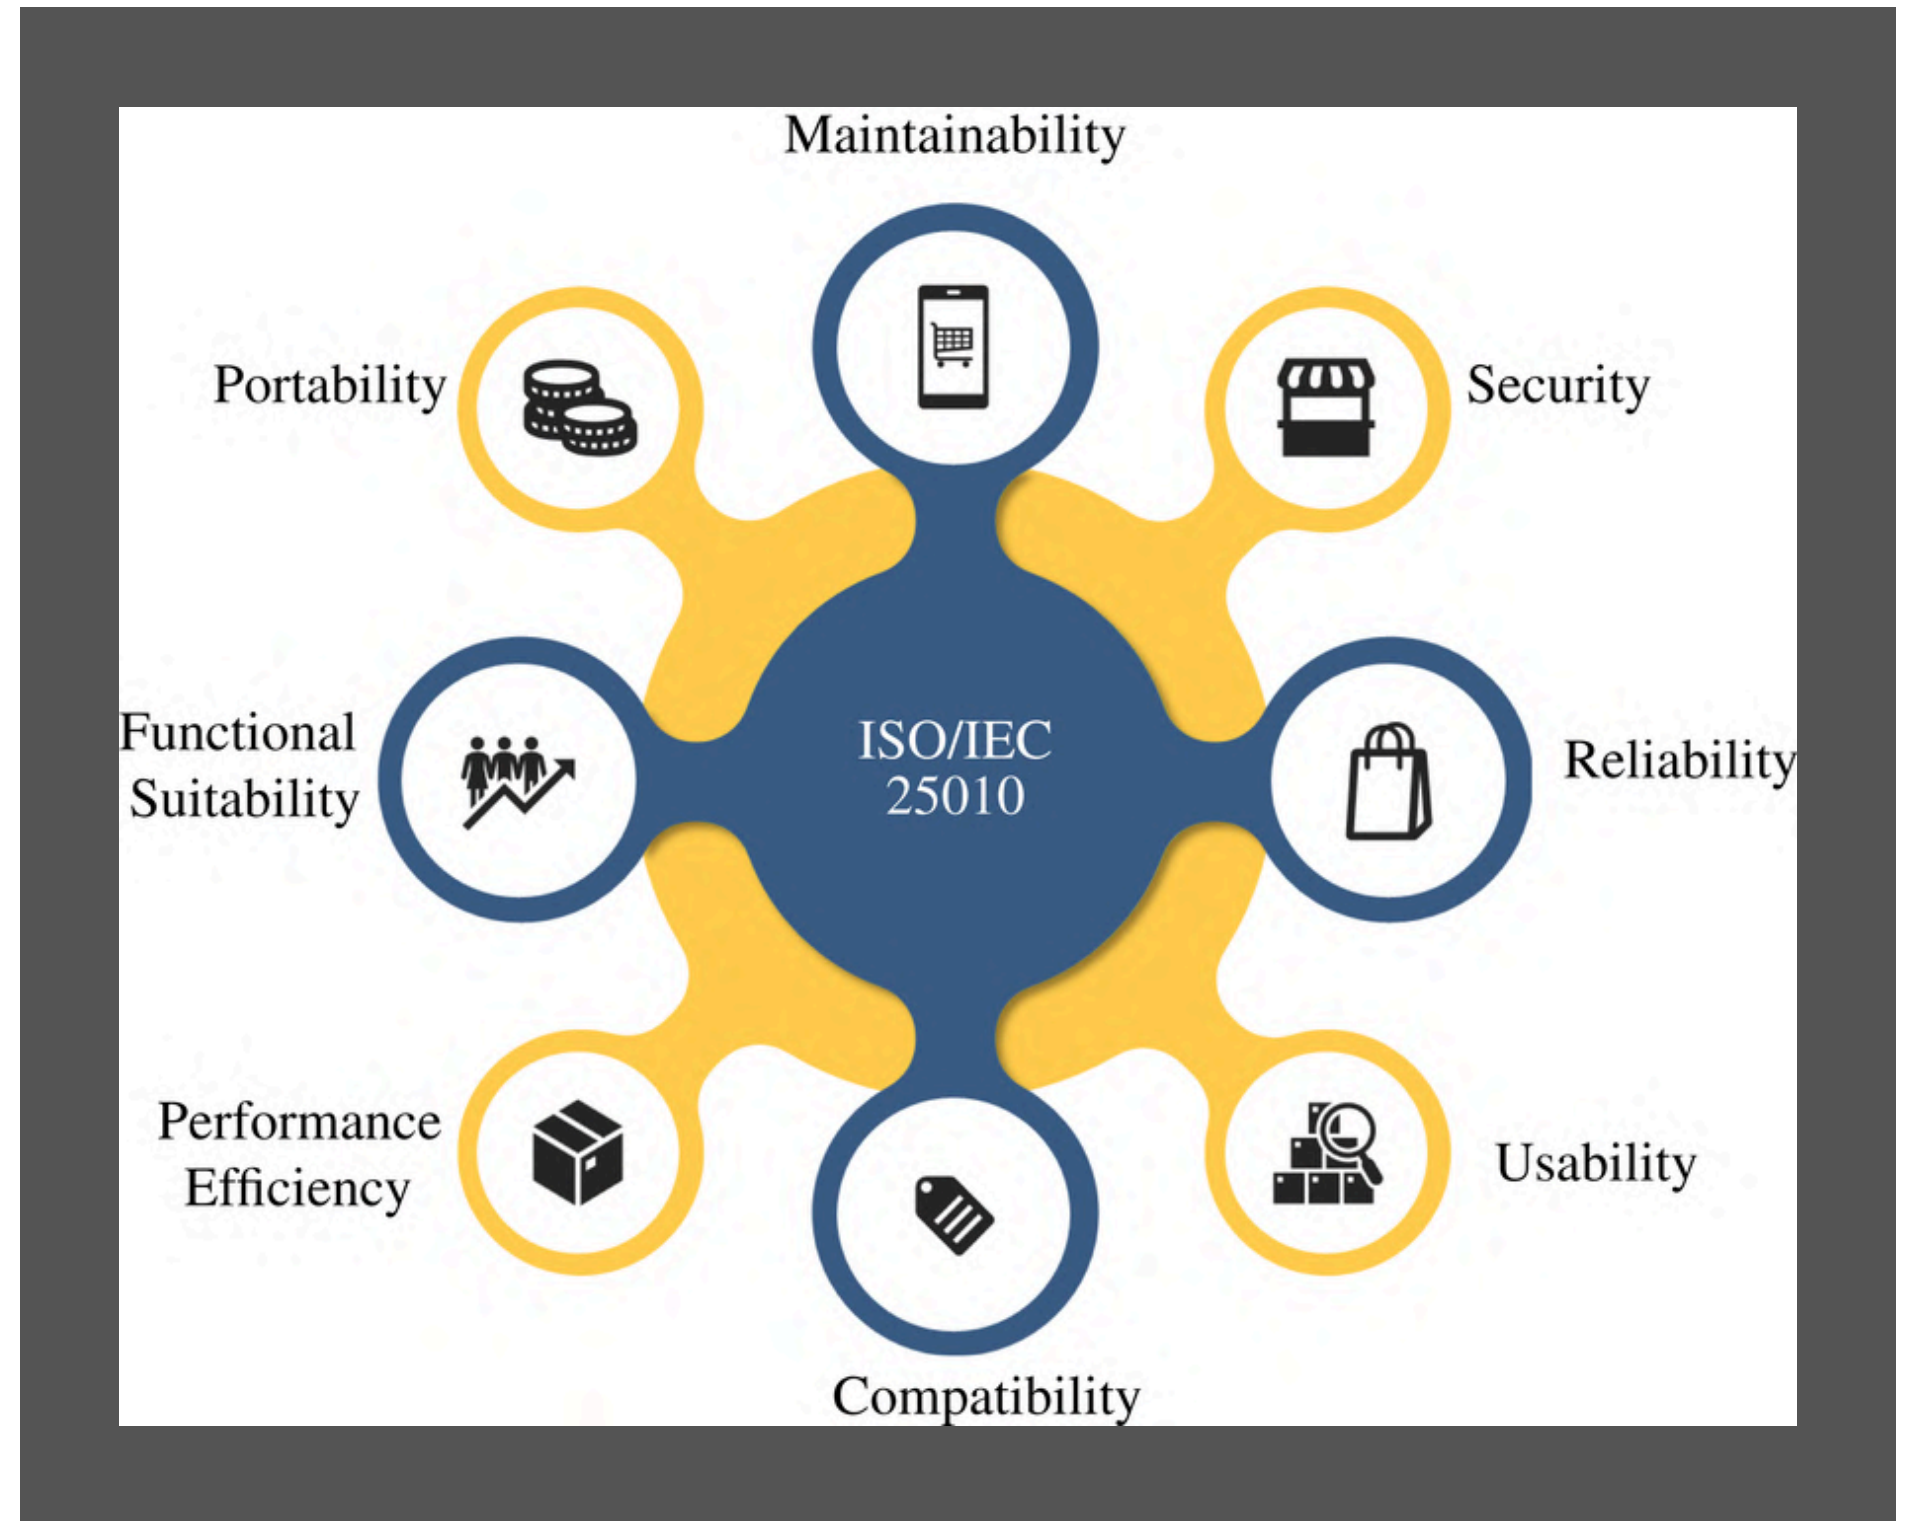 Maintainability
Portability
Security
Functional
Suitability
ISO/IEC
25010
Reliability
Performance
Efficiency
Usability
Compatibility